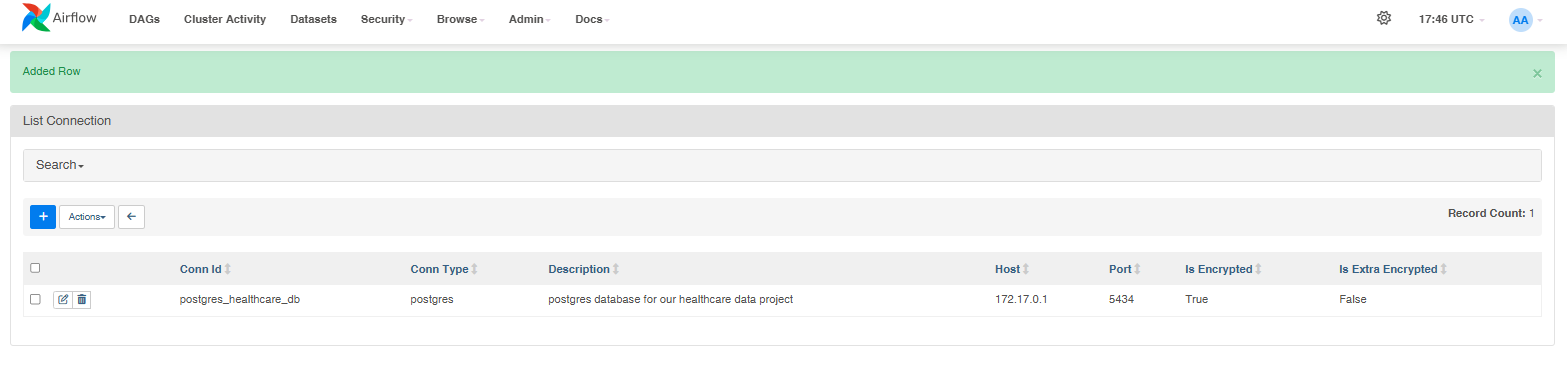 Airflow DAGs Cluster Activity Datasets Security Browse Admin Docs 17:46 UTC AA
Added Row ×
List Connection
Search
+ Actions Record Count: 1
Conn Id Conn Type Description Host Port Is Encrypted Is Extra Encrypted
postgres_healthcare_db postgres postgres database for our healthcare data project 172.17.0.1 5434 True False